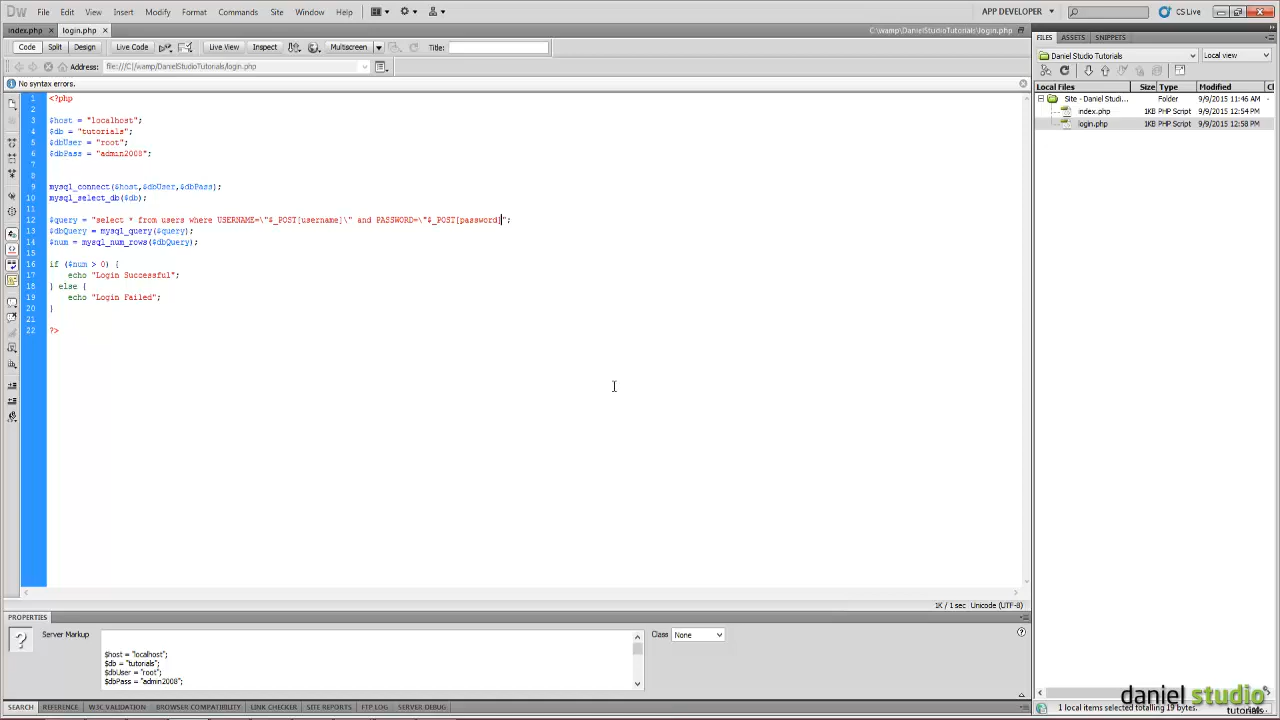 Dw File Edit View Insert Modify Format Commands Site Window Help APP DEVELOPER CS Live
index.php login.php C:\wamp\DanielStudioTutorials\login.php
Code Split Design Live Code Live View Inspect Multiscreen Title:
Address: file:///C|/wamp/DanielStudioTutorials/login.php
No syntax errors.
1 <?php
2
3 $host = "localhost";
4 $db = "tutorials";
5 $dbUser = "root";
6 $dbPass = "admin2008";
7
8
9 mysql_connect($host,$dbUser,$dbPass);
10 mysql_select_db($db);
11
12 $query = "select * from users where USERNAME=\"$_POST[username]\" and PASSWORD=\"$_POST[password]";
13 $dbQuery = mysql_query($query);
14 $num = mysql_num_rows($dbQuery);
15
16 if ($num > 0) {
17 echo "Login Successful";
18 } else {
19 echo "Login Failed";
20 }
21
22 ?>
1K / 1 sec Unicode (UTF-8)
PROPERTIES
Server Markup Class None
$host = "localhost";
$db = "tutorials";
$dbUser = "root";
$dbPass = "admin2008";
SEARCH REFERENCE W3C VALIDATION BROWSER COMPATIBILITY LINK CHECKER SITE REPORTS FTP LOG SERVER DEBUG
FILES ASSETS SNIPPETS
Daniel Studio Tutorials Local view
Local Files Size Type Modified
Site - Daniel Studi... Folder 9/9/2015 11:46 AM -
index.php 1KB PHP Script 9/9/2015 12:54 PM
login.php 1KB PHP Script 9/9/2015 12:58 PM
1 local items selected totalling 19 bytes.
daniel studio
tutorials